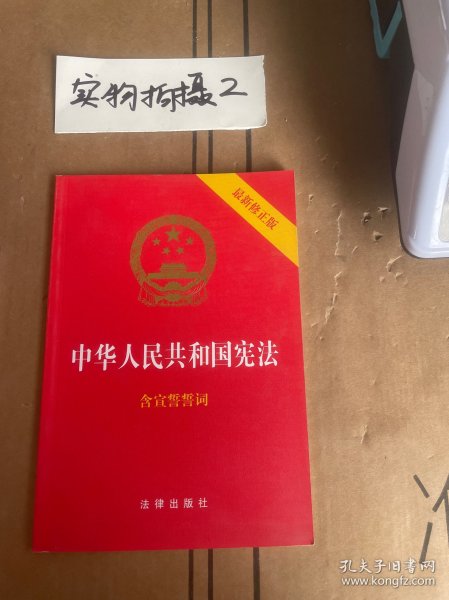 实物拍摄2
最新修正版
中华人民共和国宪法
含宣誓誓词
法律出版社
孔夫子旧书网
www.kongfz.com